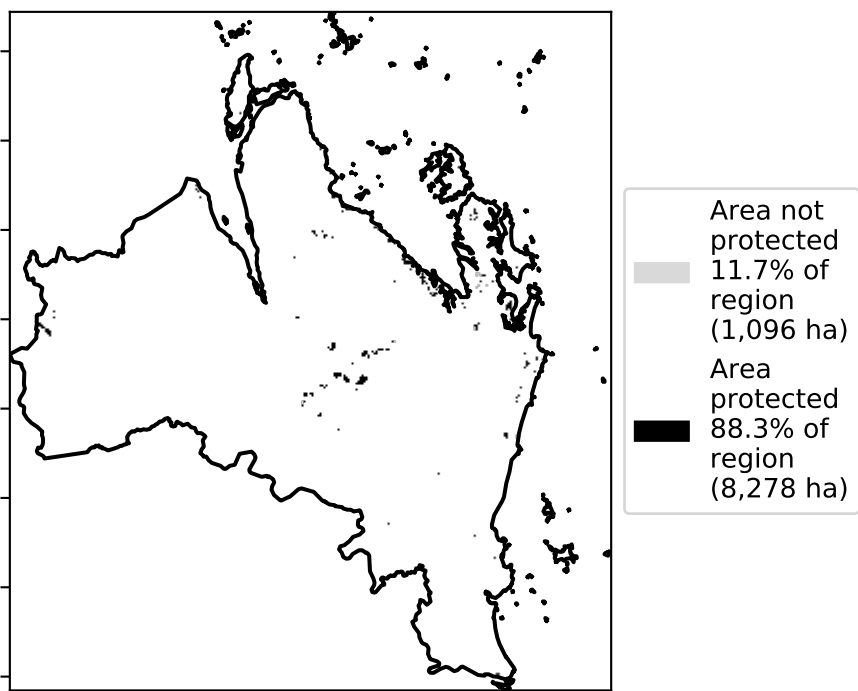 Area not
protected
11.7% of
region
(1,096 ha)
Area
protected
88.3% of
region
(8,278 ha)